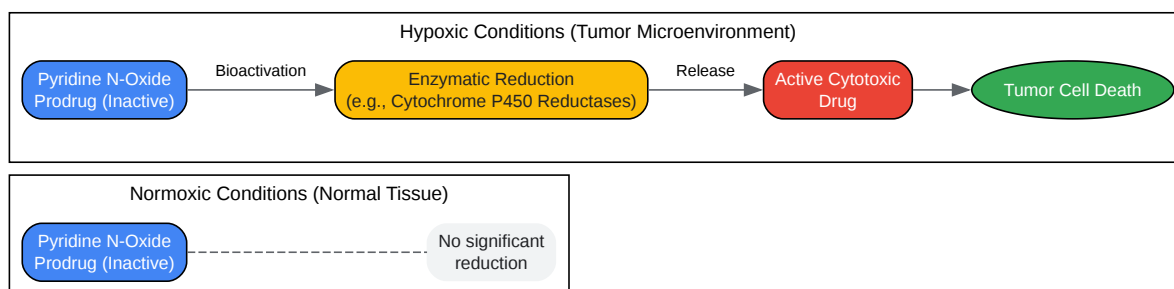 Hypoxic Conditions (Tumor Microenvironment)
Pyridine N-Oxide
Prodrug (Inactive)
Bioactivation
Enzymatic Reduction
(e.g., Cytochrome P450 Reductases)
Release
Active Cytotoxic
Drug
Tumor Cell Death
Normoxic Conditions (Normal Tissue)
Pyridine N-Oxide
Prodrug (Inactive)
No significant
reduction